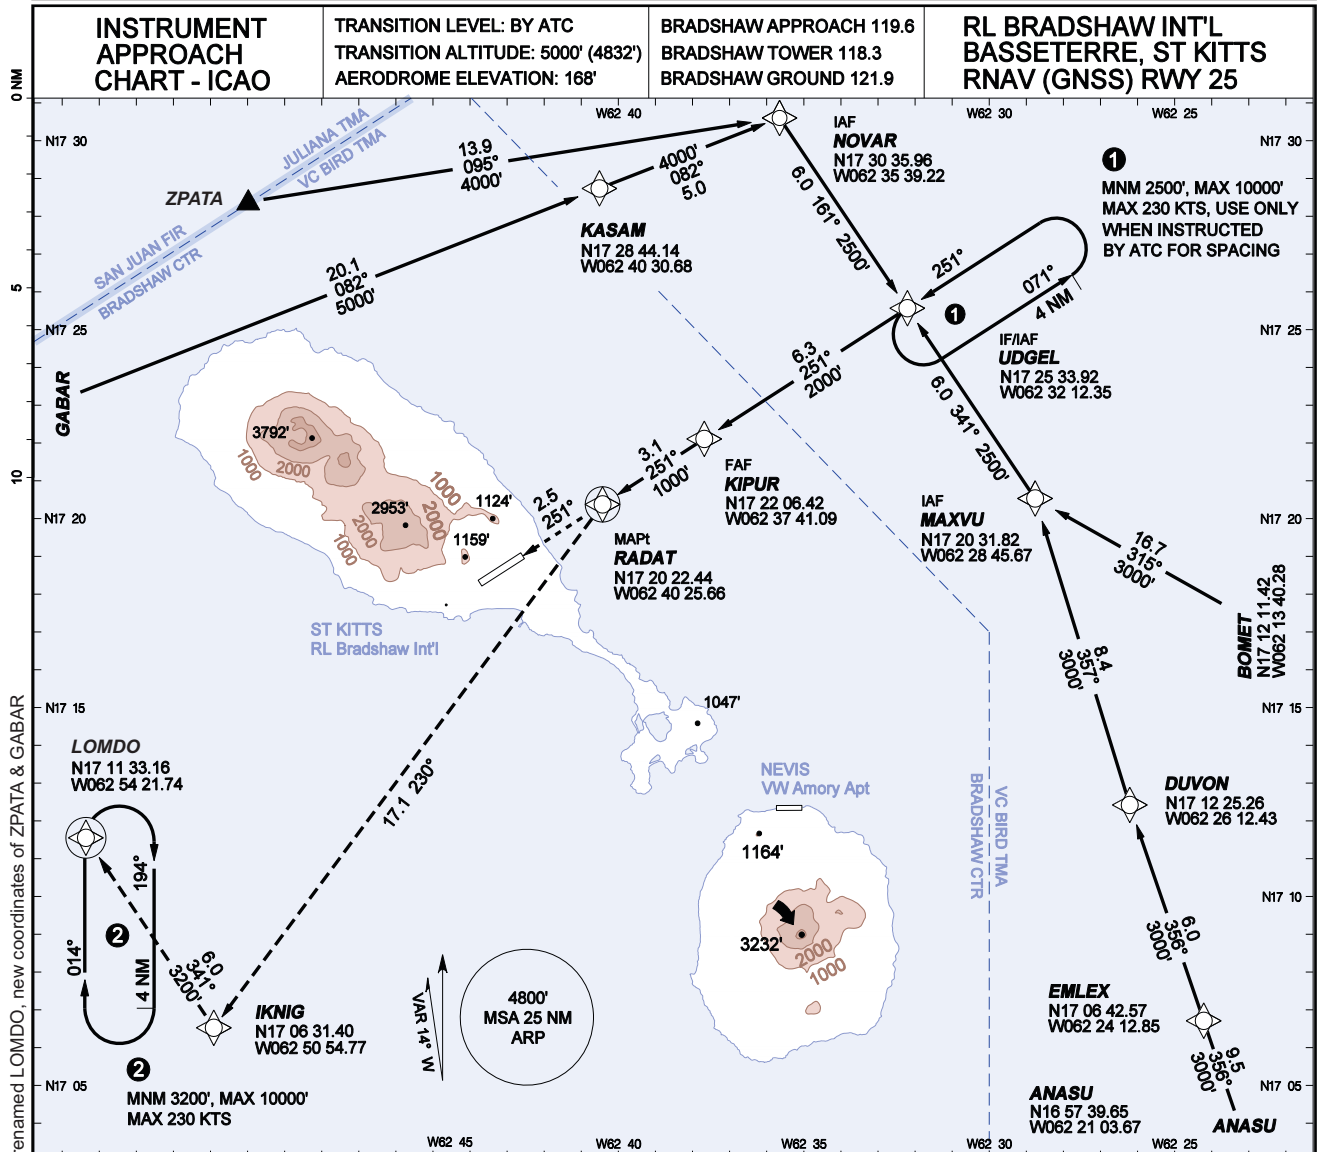 INSTRUMENT
APPROACH
CHART - ICAO
TRANSITION LEVEL: BY ATC
TRANSITION ALTITUDE: 5000' (4832')
AERODROME ELEVATION: 168'
BRADSHAW APPROACH 119.6
BRADSHAW TOWER 118.3
BRADSHAW GROUND 121.9
RL BRADSHAW INT'L
BASSETERRE, ST KITTS
RNAV (GNSS) RWY 25
0 NM
5
10
W62 40
W62 30
W62 25
N17 30
N17 30
JULIANA TMA
VC BIRD TMA
SAN JUAN FIR
BRADSHAW CTR
ZPATA
13.9
095°
4000'
4000'
082°
5.0
IAF
NOVAR
N17 30 35.96
W062 35 39.22
1
MNM 2500', MAX 10000'
MAX 230 KTS, USE ONLY
WHEN INSTRUCTED
BY ATC FOR SPACING
KASAM
N17 28 44.14
W062 40 30.68
6.0 161° 2500'
20.1
082°
5000'
251°
071°
4 NM
1
N17 25
N17 25
GABAR
IF/IAF
UDGEL
N17 25 33.92
W062 32 12.35
6.3
251°
2000'
6.0 341° 2500'
3792'
1000
2000
2953'
2000
1000
1000
2000
1124'
1159'
3.1
251°
1000'
2.5
251°
FAF
KIPUR
N17 22 06.42
W062 37 41.09
IAF
MAXVU
N17 20 31.82
W062 28 45.67
N17 20
N17 20
MAPt
RADAT
N17 20 22.44
W062 40 25.66
16.7
315°
3000'
BOMET
N17 12 11.42
W062 13 40.28
ST KITTS
RL Bradshaw Int'l
8.4
357°
3000'
N17 15
N17 15
1047'
LOMDO
N17 11 33.16
W062 54 21.74
17.1 230°
NEVIS
VW Amory Apt
BRADSHAW CTR
VC BIRD TMA
DUVON
N17 12 25.26
W062 26 12.43
1164'
194°
014°
4 NM
2
N17 10
3232'
2000
1000
6.0
356°
3000'
6.0
341°
3200'
IKNIG
N17 06 31.40
W062 50 54.77
VAR 14° W
4800'
MSA 25 NM
ARP
EMLEX
N17 06 42.57
W062 24 12.85
9.5
356°
3000'
2
MNM 3200', MAX 10000'
MAX 230 KTS
N17 05
N17 05
ANASU
N16 57 39.65
W062 21 03.67
ANASU
W62 45
W62 40
W62 35
W62 30
W62 25
renamed LOMDO, new coordinates of ZPATA & GABAR